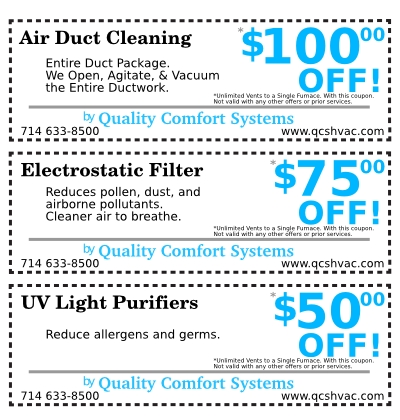 Air Duct Cleaning
*$100.00
OFF!
Entire Duct Package.
We Open, Agitate, & Vacuum
the Entire Ductwork.
*Unlimited Vents to a Single Furnace. With this coupon.
Not valid with any other offers or prior services.
by Quality Comfort Systems
714 633-8500
www.qcshvac.com
Electrostatic Filter
*$75.00
OFF!
Reduces pollen, dust, and
airborne pollutants.
Cleaner air to breathe.
*Unlimited Vents to a Single Furnace. With this coupon.
Not valid with any other offers or prior services.
by Quality Comfort Systems
714 633-8500
www.qcshvac.com
UV Light Purifiers
*$50.00
OFF!
Reduce allergens and germs.
*Unlimited Vents to a Single Furnace. With this coupon.
Not valid with any other offers or prior services.
by Quality Comfort Systems
714 633-8500
www.qcshvac.com